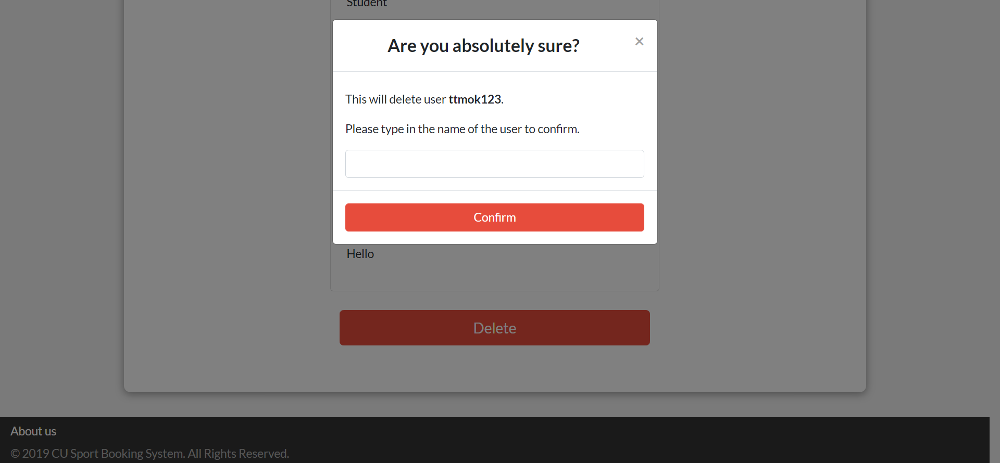 Student
Are you absolutely sure?
×
This will delete user ttmok123.
Please type in the name of the user to confirm.
Confirm
Hello
Delete
About us
© 2019 CU Sport Booking System. All Rights Reserved.